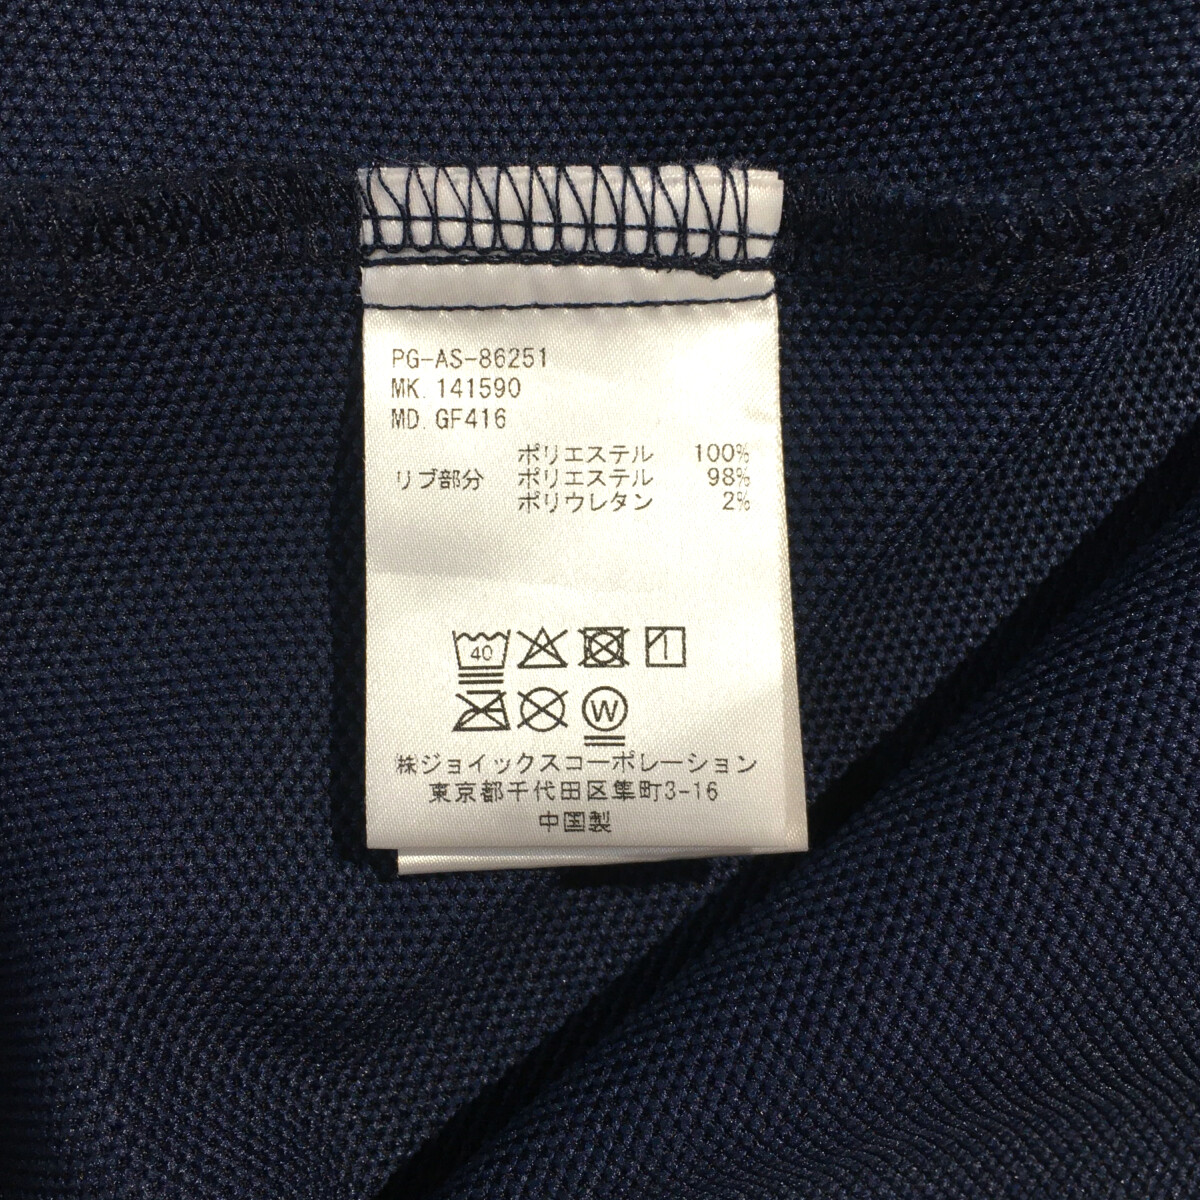 PG-AS-86251
MK. 141590
MD. GF416
ポリエステル 100%
リブ部分 ポリエステル 98%
ポリウレタン 2%
40
W
㈱ジョイックスコーポレーション
東京都千代田区隼町3-16
中国製